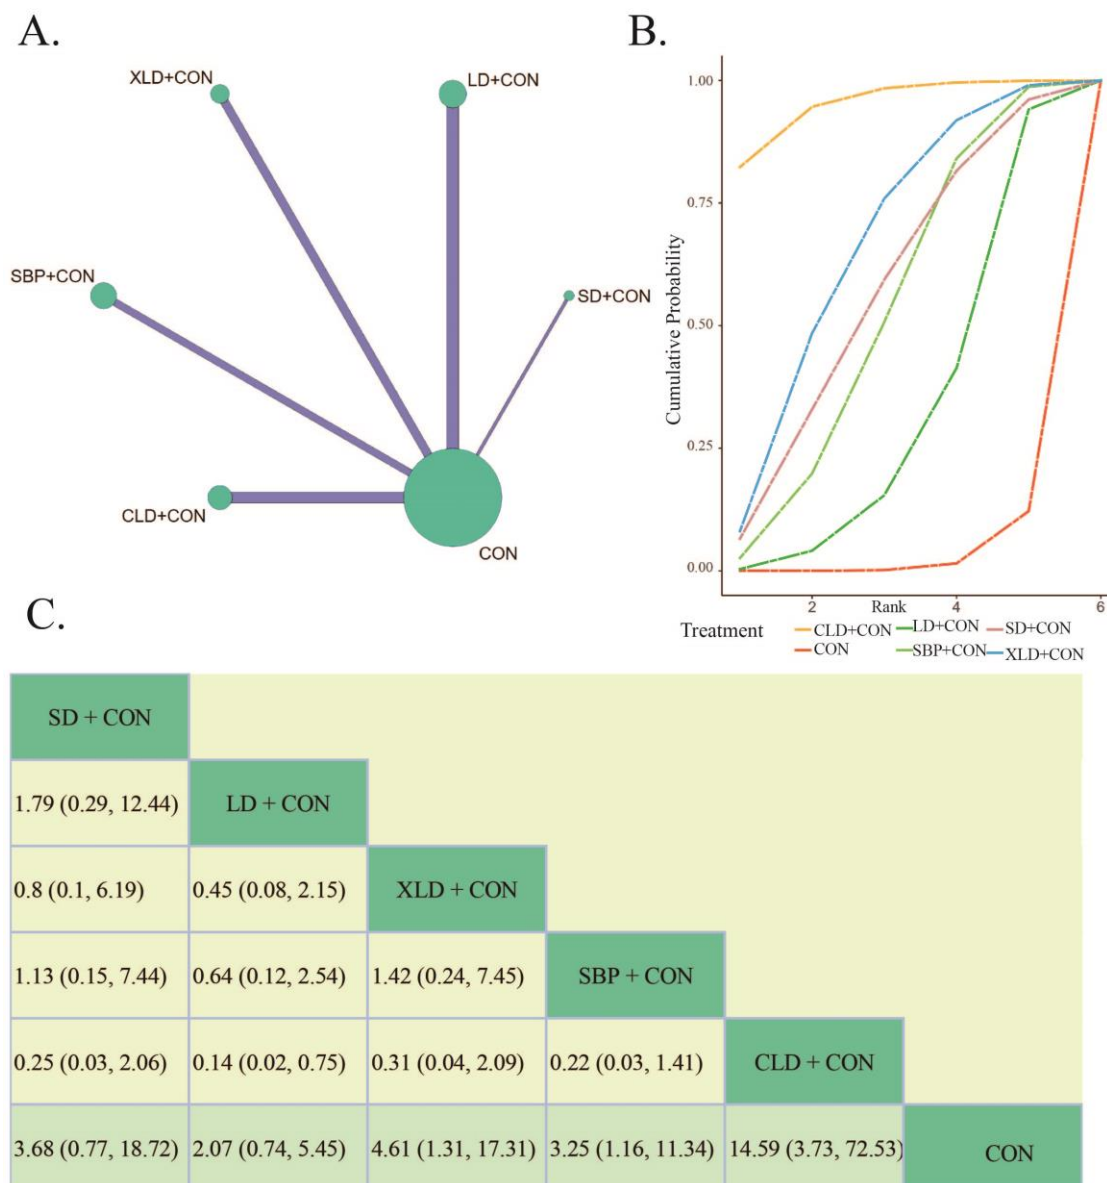 A.
B.
XLD+CON
LD+CON
SBP+CON
SD+CON
CLD+CON
CON
Cumulative Probability
1.00
0.75
0.50
0.25
0.00
2
Rank
4
6
Treatment
CLD+CON
LD+CON
SD+CON
CON
SBP+CON
XLD+CON
C.
SD + CON
1.79 (0.29, 12.44) LD + CON
0.8 (0.1, 6.19) 0.45 (0.08, 2.15) XLD + CON
1.13 (0.15, 7.44) 0.64 (0.12, 2.54) 1.42 (0.24, 7.45) SBP + CON
0.25 (0.03, 2.06) 0.14 (0.02, 0.75) 0.31 (0.04, 2.09) 0.22 (0.03, 1.41) CLD + CON
3.68 (0.77, 18.72) 2.07 (0.74, 5.45) 4.61 (1.31, 17.31) 3.25 (1.16, 11.34) 14.59 (3.73, 72.53) CON